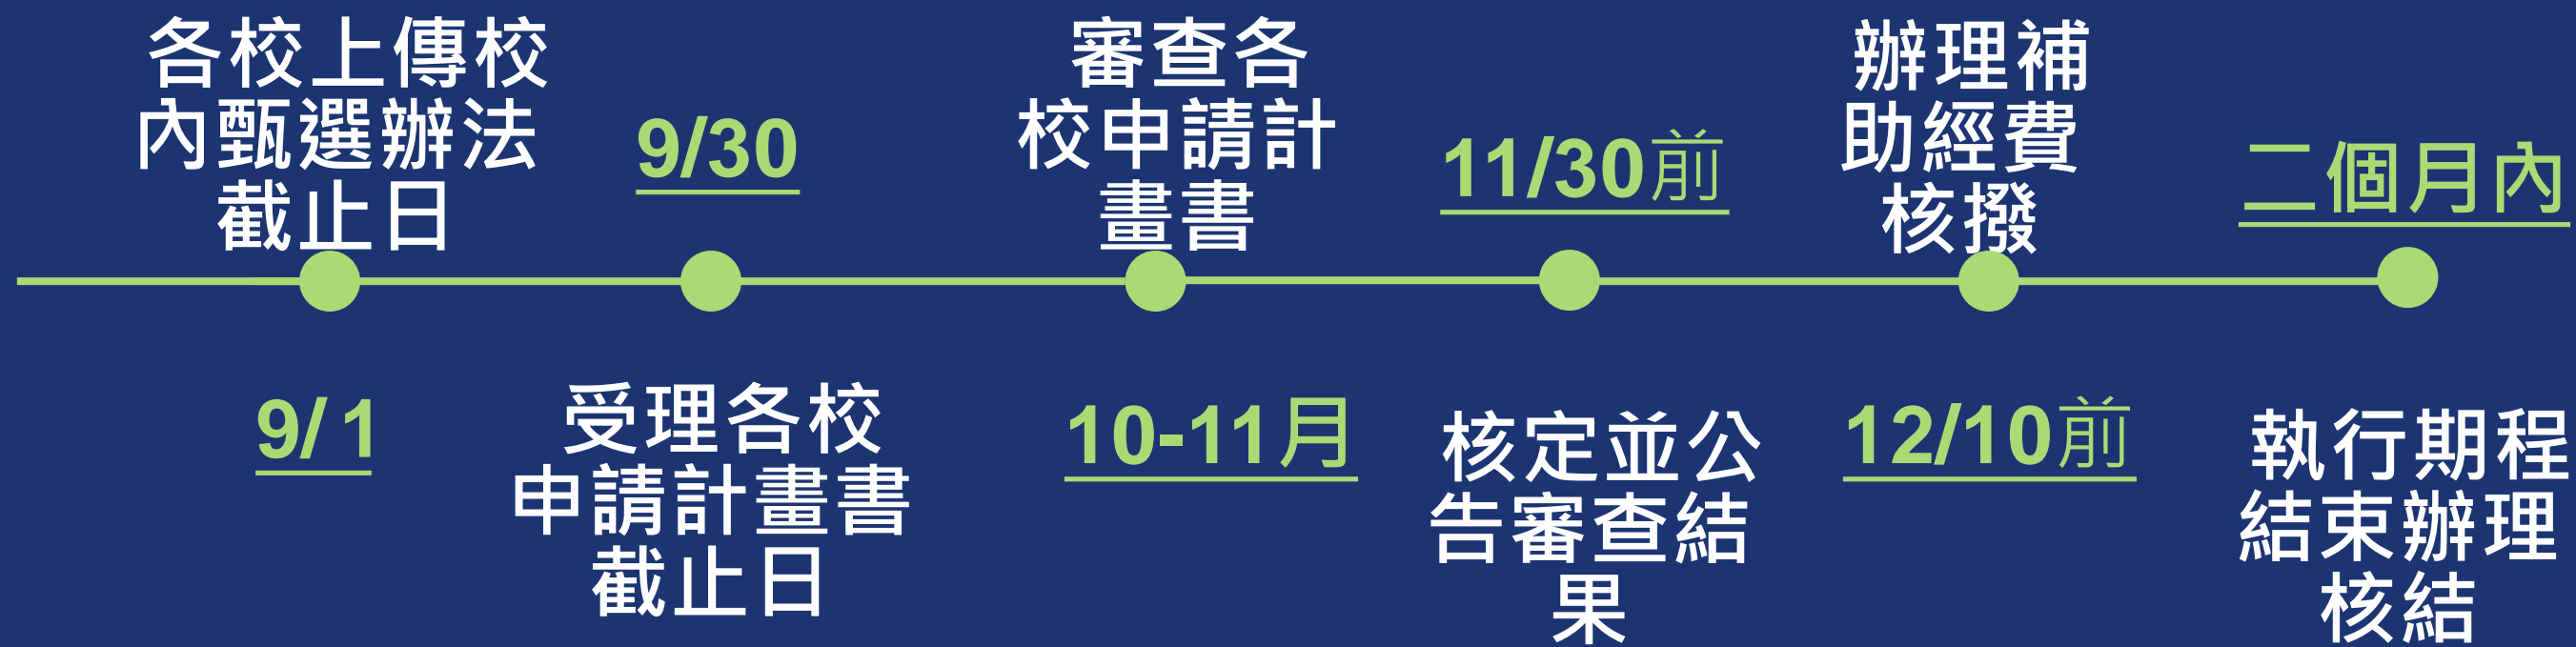 各校上傳校
內甄選辦法
截止日
9/1
9/30
受理各校
申請計畫書
截止日
審查各
校申請計
畫書
10-11月
11/30前
核定並公
告審查結
果
辦理補
助經費
核撥
12/10前
二個月內
執行期程
結束辦理
核結